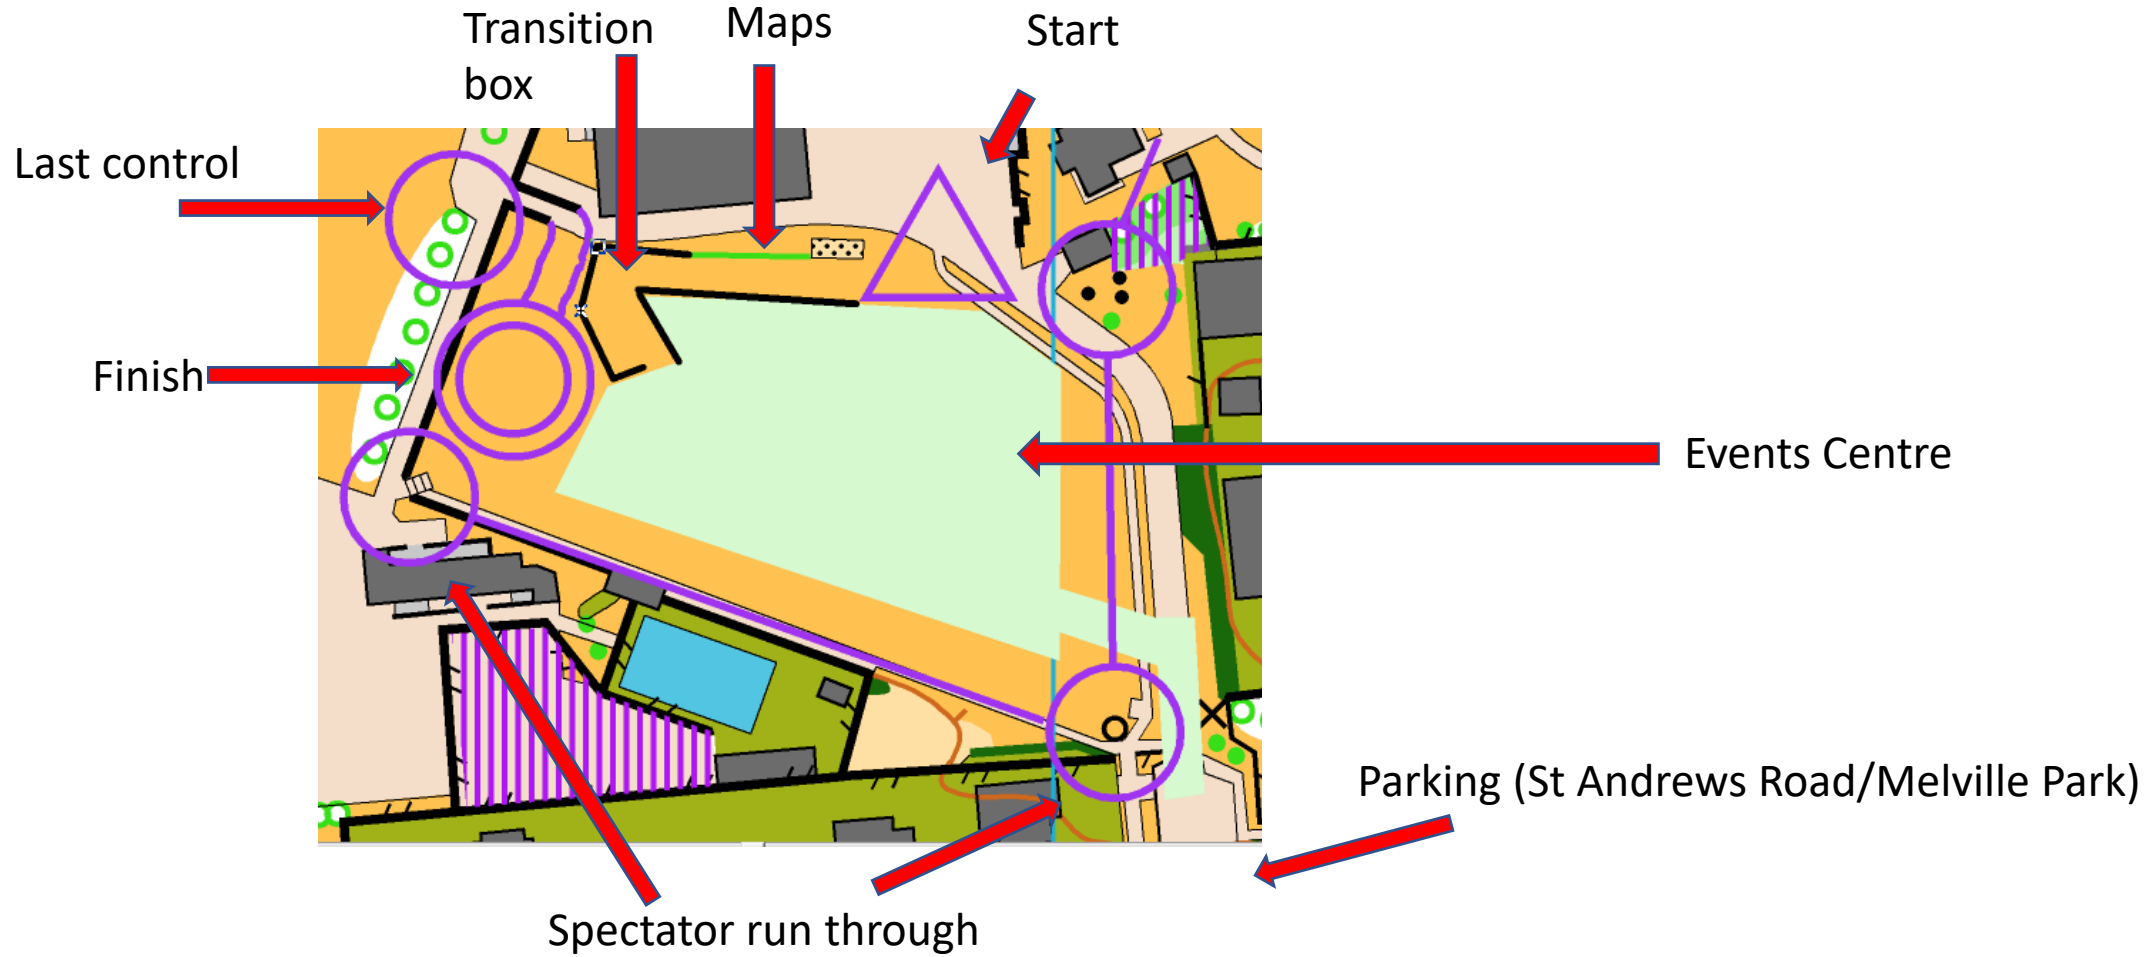 Transition
box
Maps
Start
Last control
Finish
Events Centre
Parking (St Andrews Road/Melville Park)
Spectator run through